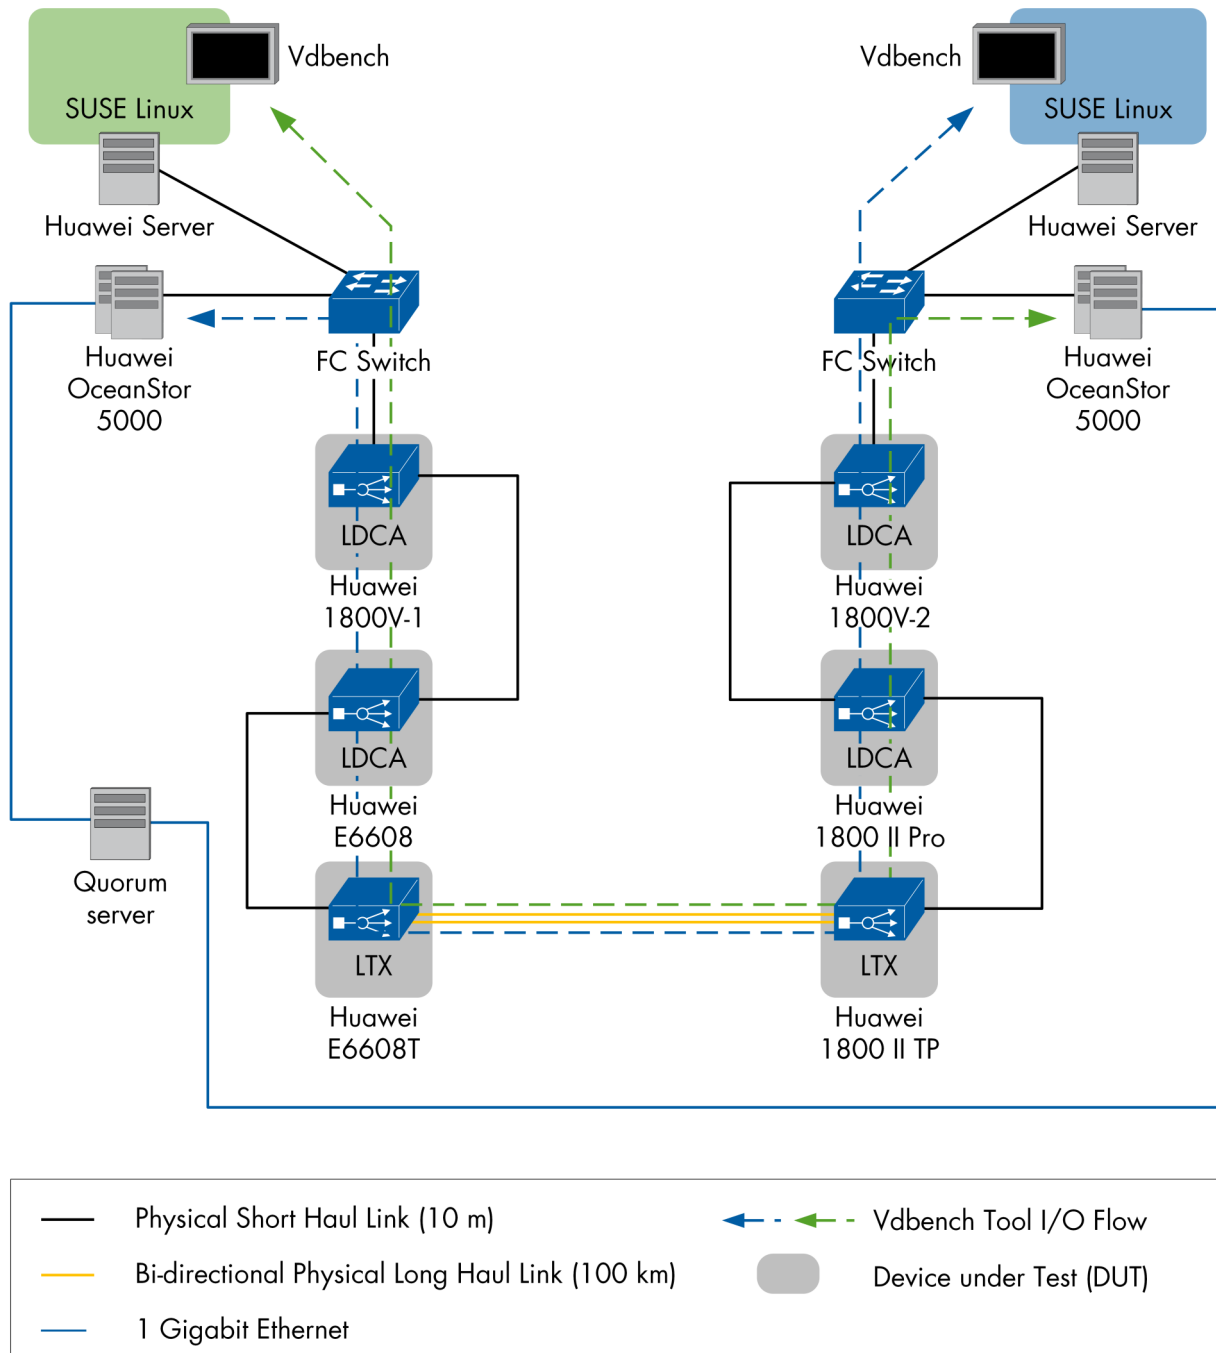 Vdbench
Vdbench
SUSE Linux
SUSE Linux
Huawei Server
Huawei Server
Huawei
OceanStor
5000
FC Switch
FC Switch
Huawei
OceanStor
5000
LDCA
LDCA
Huawei
1800V-1
Huawei
1800V-2
LDCA
LDCA
Huawei
E6608
Huawei
1800 II Pro
Quorum
server
LTX
LTX
Huawei
E6608T
Huawei
1800 II TP
Physical Short Haul Link (10 m)
Vdbench Tool I/O Flow
Bi-directional Physical Long Haul Link (100 km)
Device under Test (DUT)
1 Gigabit Ethernet